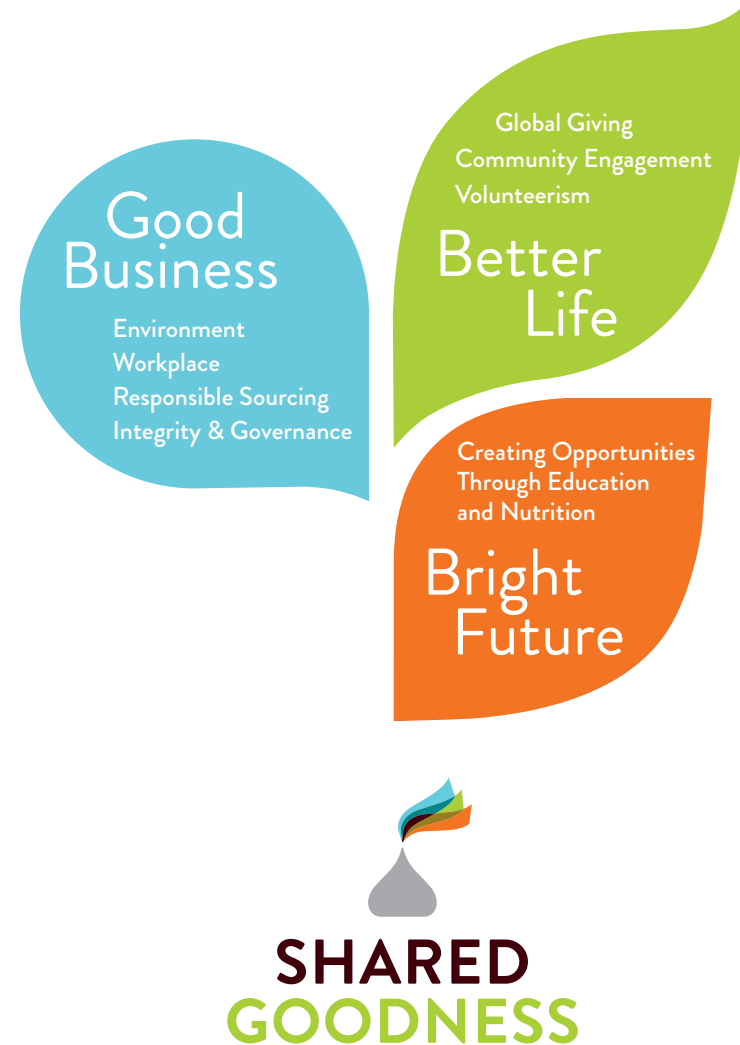 Good
Business
Environment
Workplace
Responsible Sourcing
Integrity & Governance
Global Giving
Community Engagement
Volunteerism
Better
Life
Creating Opportunities
Through Education
and Nutrition
Bright
Future
SHARED
GOODNESS